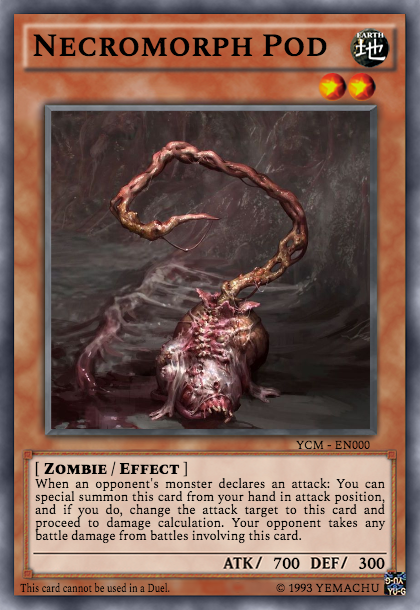 NECROMORPH POD
EARTH
地
YCM - EN000
[ ZOMBIE / EFFECT ]
When an opponent's monster declares an attack: You can
special summon this card from your hand in attack position,
and if you do, change the attack target to this card and
proceed to damage calculation. Your opponent takes any
battle damage from battles involving this card.
ATK/ 700 DEF/ 300
This card cannot be used in a Duel.
© 1993 YEMACHU